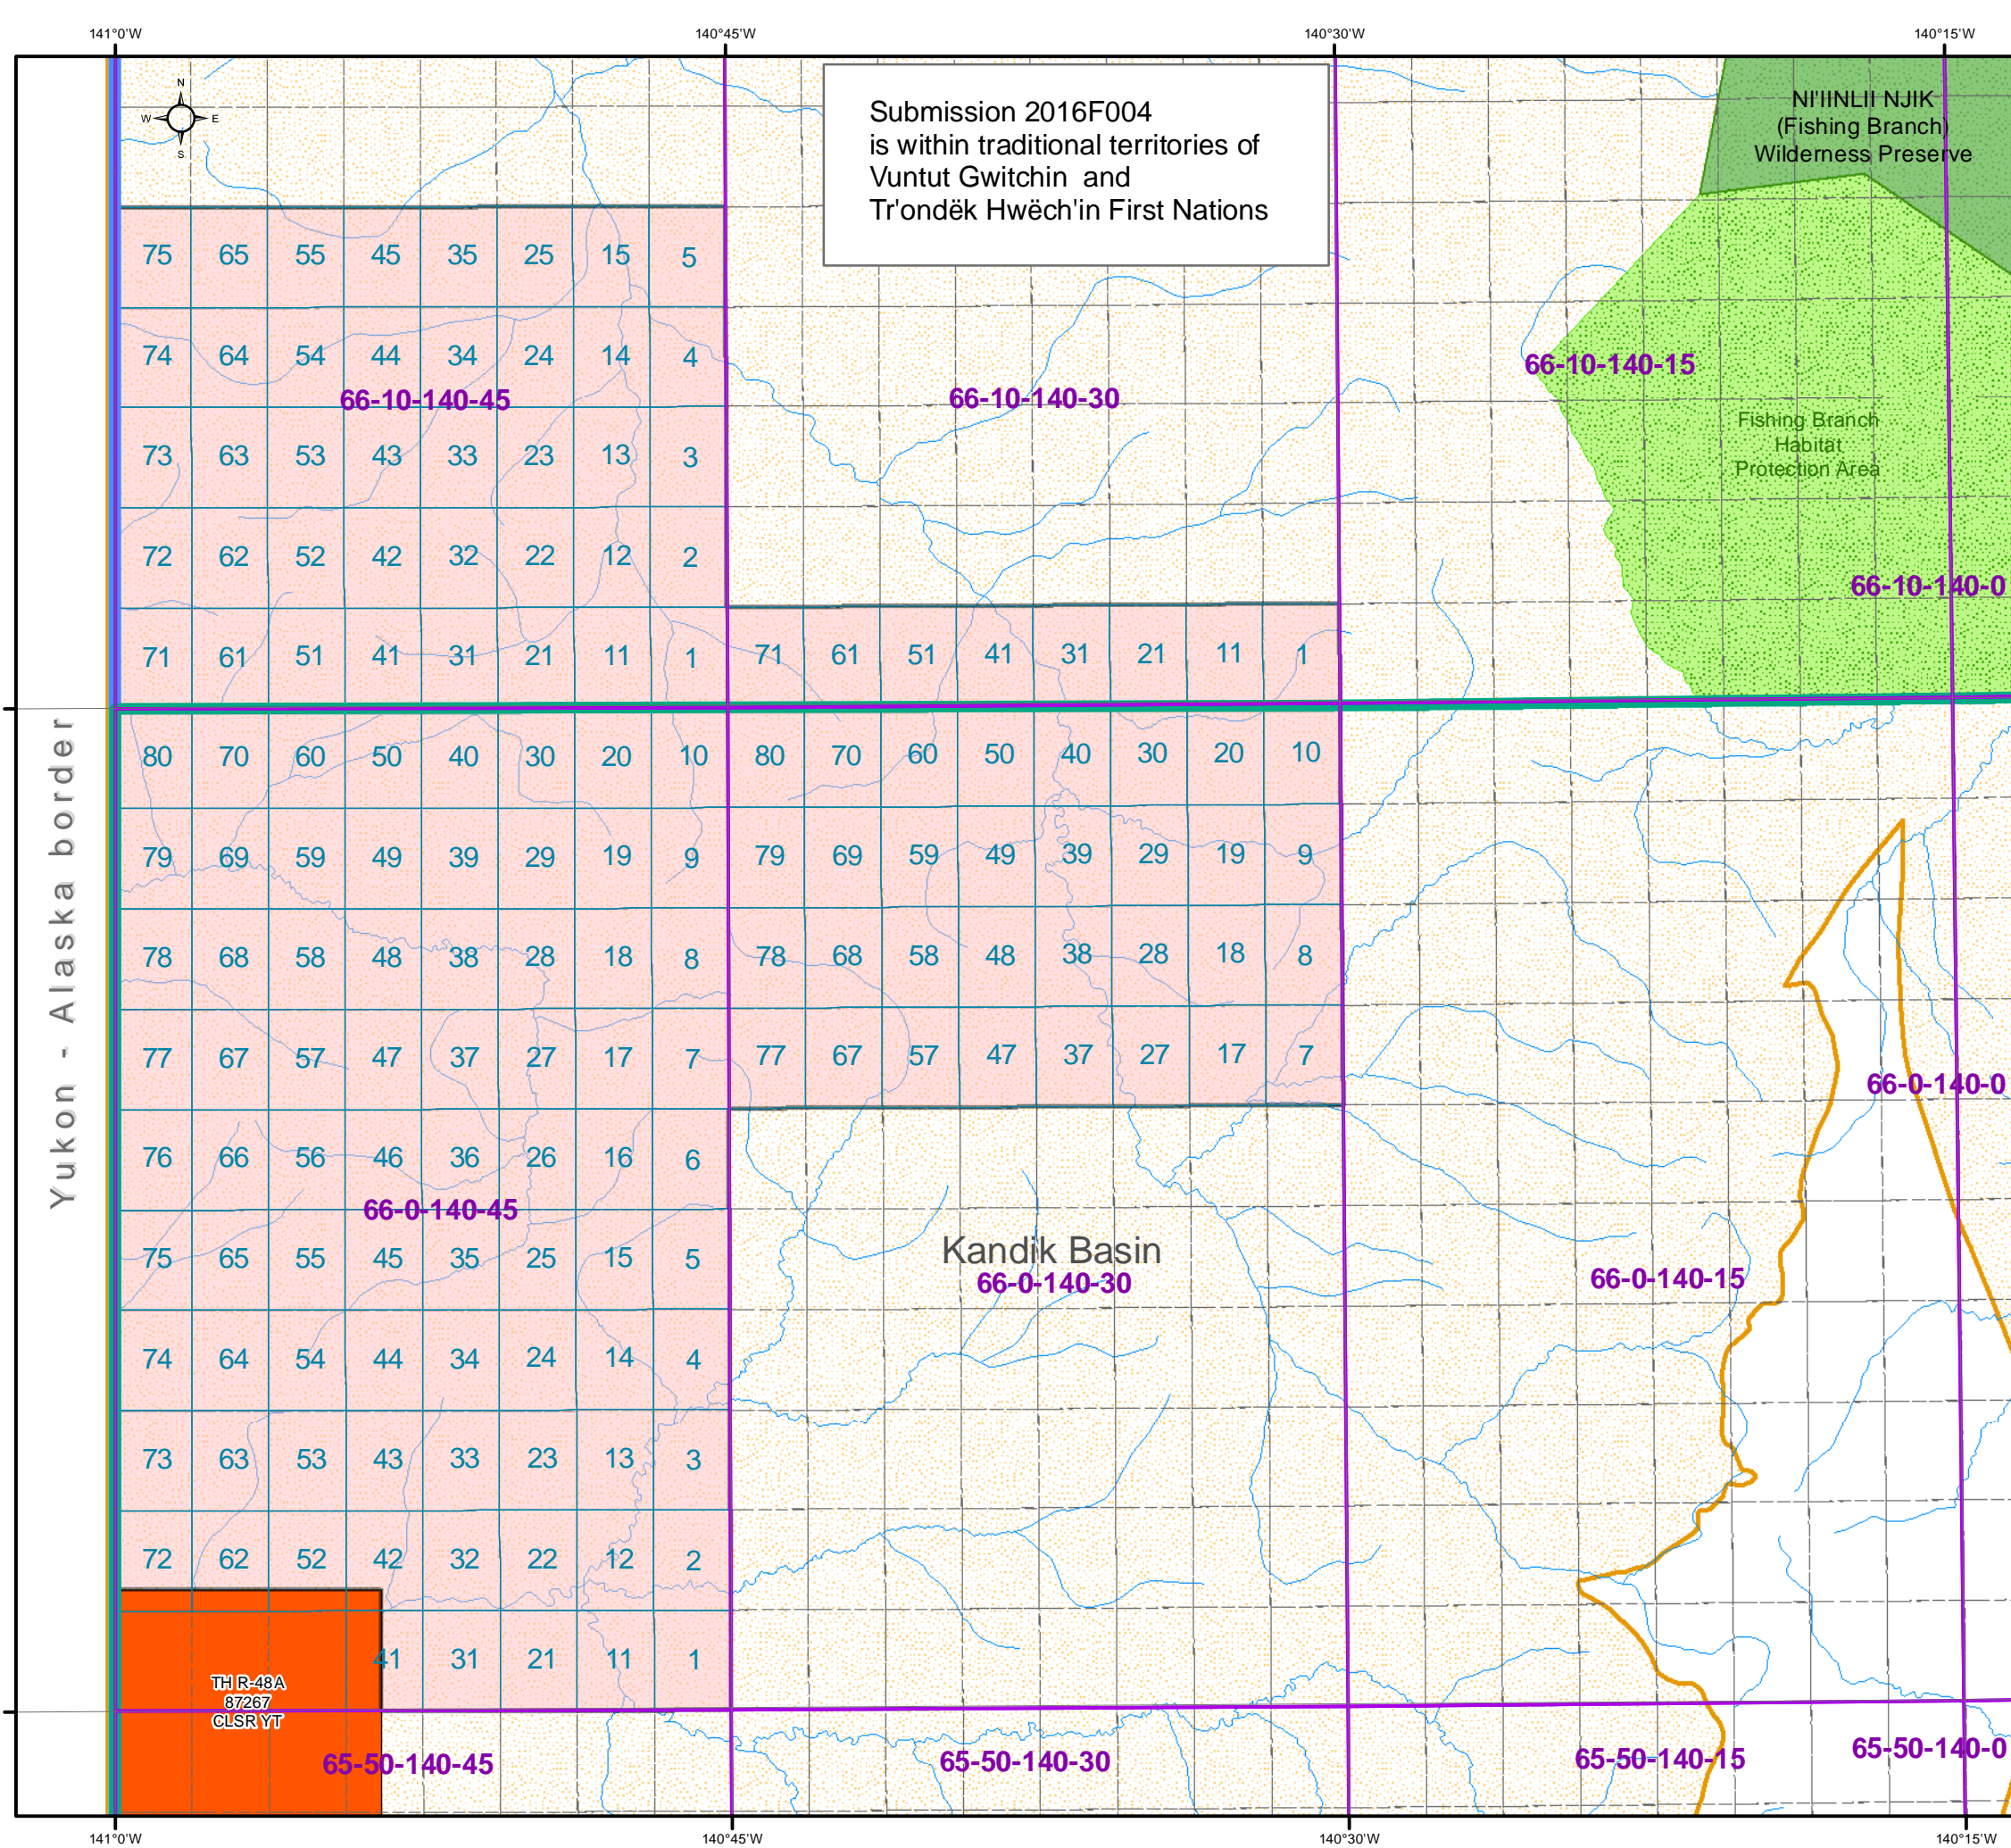 141°0'W 140°45'W 140°30'W 140°15'W
N
W E
S
Submission 2016F004
is within traditional territories of
Vuntut Gwitchin and
Tr'ondëk Hwëch'in First Nations
NI'IINLII NJIK
(Fishing Branch)
Wilderness Preserve
75 65 55 45 35 25 15 5
74 64 54 44 34 24 14 4
66-10-140-45 66-10-140-30 66-10-140-15
Fishing Branch
Habitat
Protection Area
73 63 53 43 33 23 13 3
72 62 52 42 32 22 12 2
66-10-140-0
71 61 51 41 31 21 11 1 71 61 51 41 31 21 11 1
Yukon - Alaska border
80 70 60 50 40 30 20 10 80 70 60 50 40 30 20 10
79 69 59 49 39 29 19 9 79 69 59 49 39 29 19 9
78 68 58 48 38 28 18 8 78 68 58 48 38 28 18 8
77 67 57 47 37 27 17 7 77 67 57 47 37 27 17 7
66-0-140-0
76 66 56 46 36 26 16 6
66-0-140-45
Kandik Basin
66-0-140-30 66-0-140-15
75 65 55 45 35 25 15 5
74 64 54 44 34 24 14 4
73 63 53 43 33 23 13 3
72 62 52 42 32 22 12 2
41 31 21 11 1
TH R-48A
87267
CLSR YT
65-50-140-45 65-50-140-30 65-50-140-15 65-50-140-0
141°0'W 140°45'W 140°30'W 140°15'W